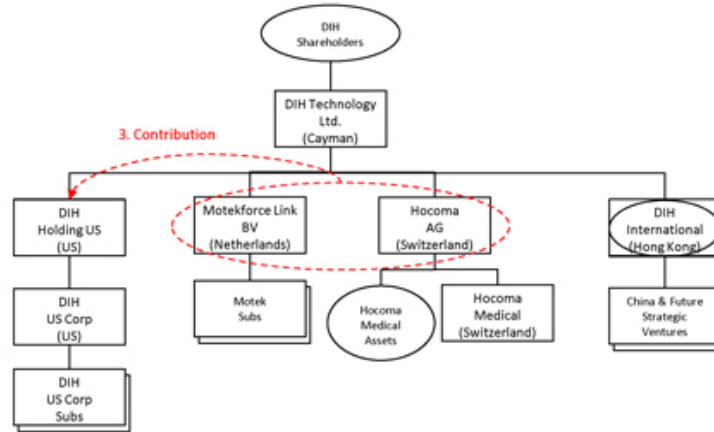 DIH
Shareholders
DIH Technology
Ltd.
(Cayman)
3. Contribution
DIH
Holding US
(US)
Motekforce Link
BV
(Netherlands)
Hocoma
AG
(Switzerland)
DIH
International
(Hong Kong)
DIH
US Corp
(US)
Motek
Subs
Hocoma
Medical
Assets
Hocoma
Medical
(Switzerland)
China & Future
Strategic
Ventures
DIH
US Corp
Subs